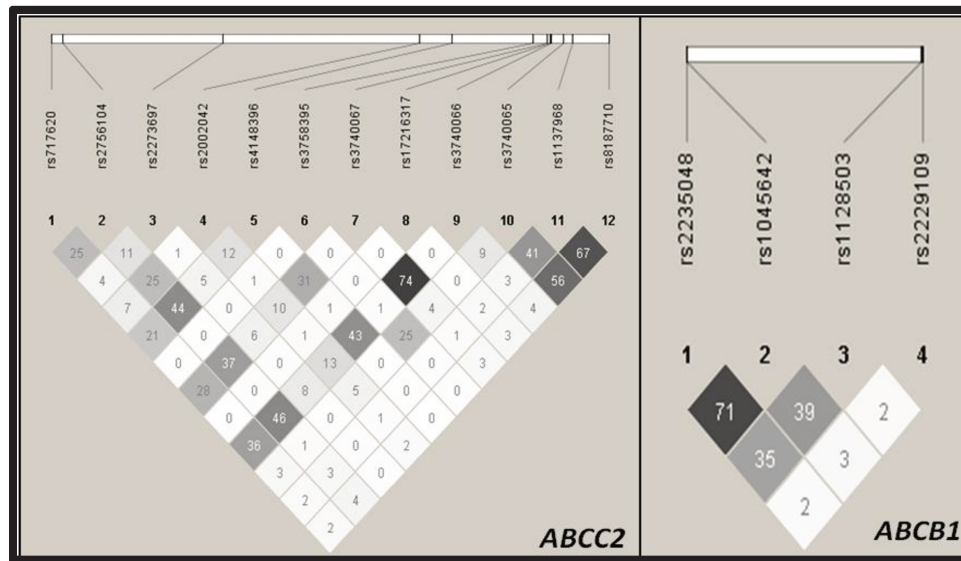 rs717620
rs2756104
rs2273697
rs2002042
rs4148396
rs3758395
rs3740067
rs17216317
rs3740066
rs3740065
rs1137968
rs8187710
1 2 3 4 5 6 7 8 9 10 11 12
25 11 1 12 0 0 0 0 9 41 67
4 25 5 1 31 0 74 0 3 56
7 44 0 10 1 1 4 2 4
21 0 6 1 43 25 1 3
0 37 0 13 0 0 3
28 0 8 5 0 0
0 46 0 1 0
36 1 0 2
3 3 0
2 4
2
ABCC2
rs2235048
rs1045642
rs1128503
rs2229109
1 2 3 4
71 39 2
35 3
2
ABCB1